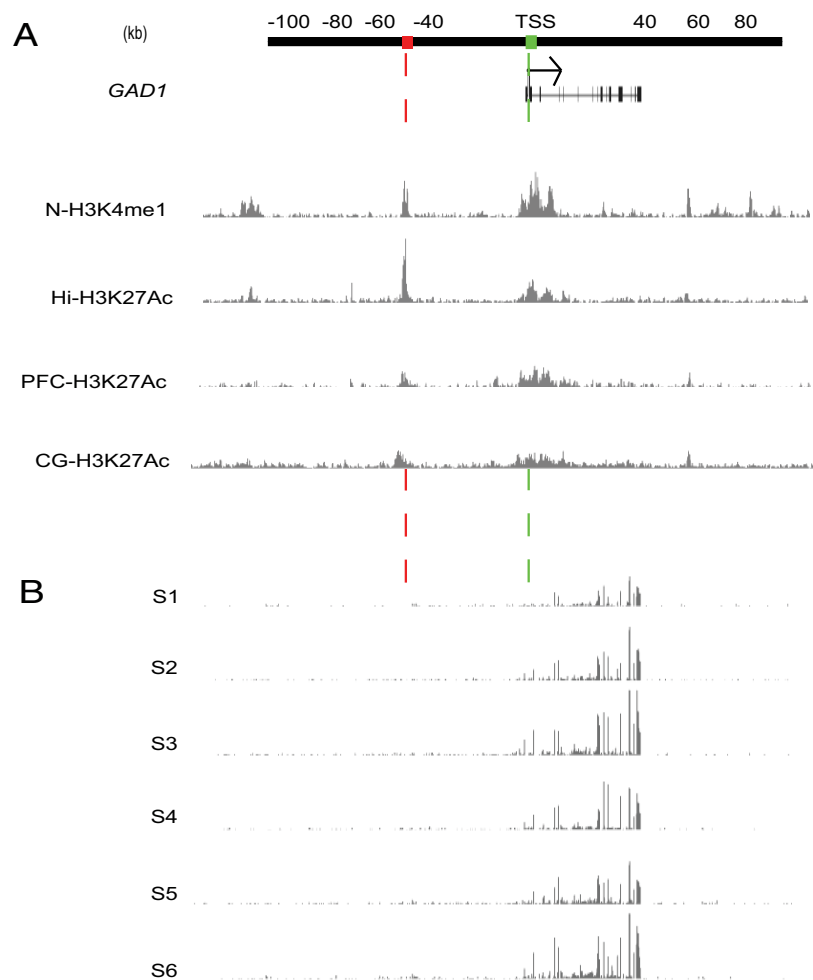 A (kb) -100 -80 -60 -40 TSS 40 60 80
GAD1
N-H3K4me1
Hi-H3K27Ac
PFC-H3K27Ac
CG-H3K27Ac
B
S1
S2
S3
S4
S5
S6